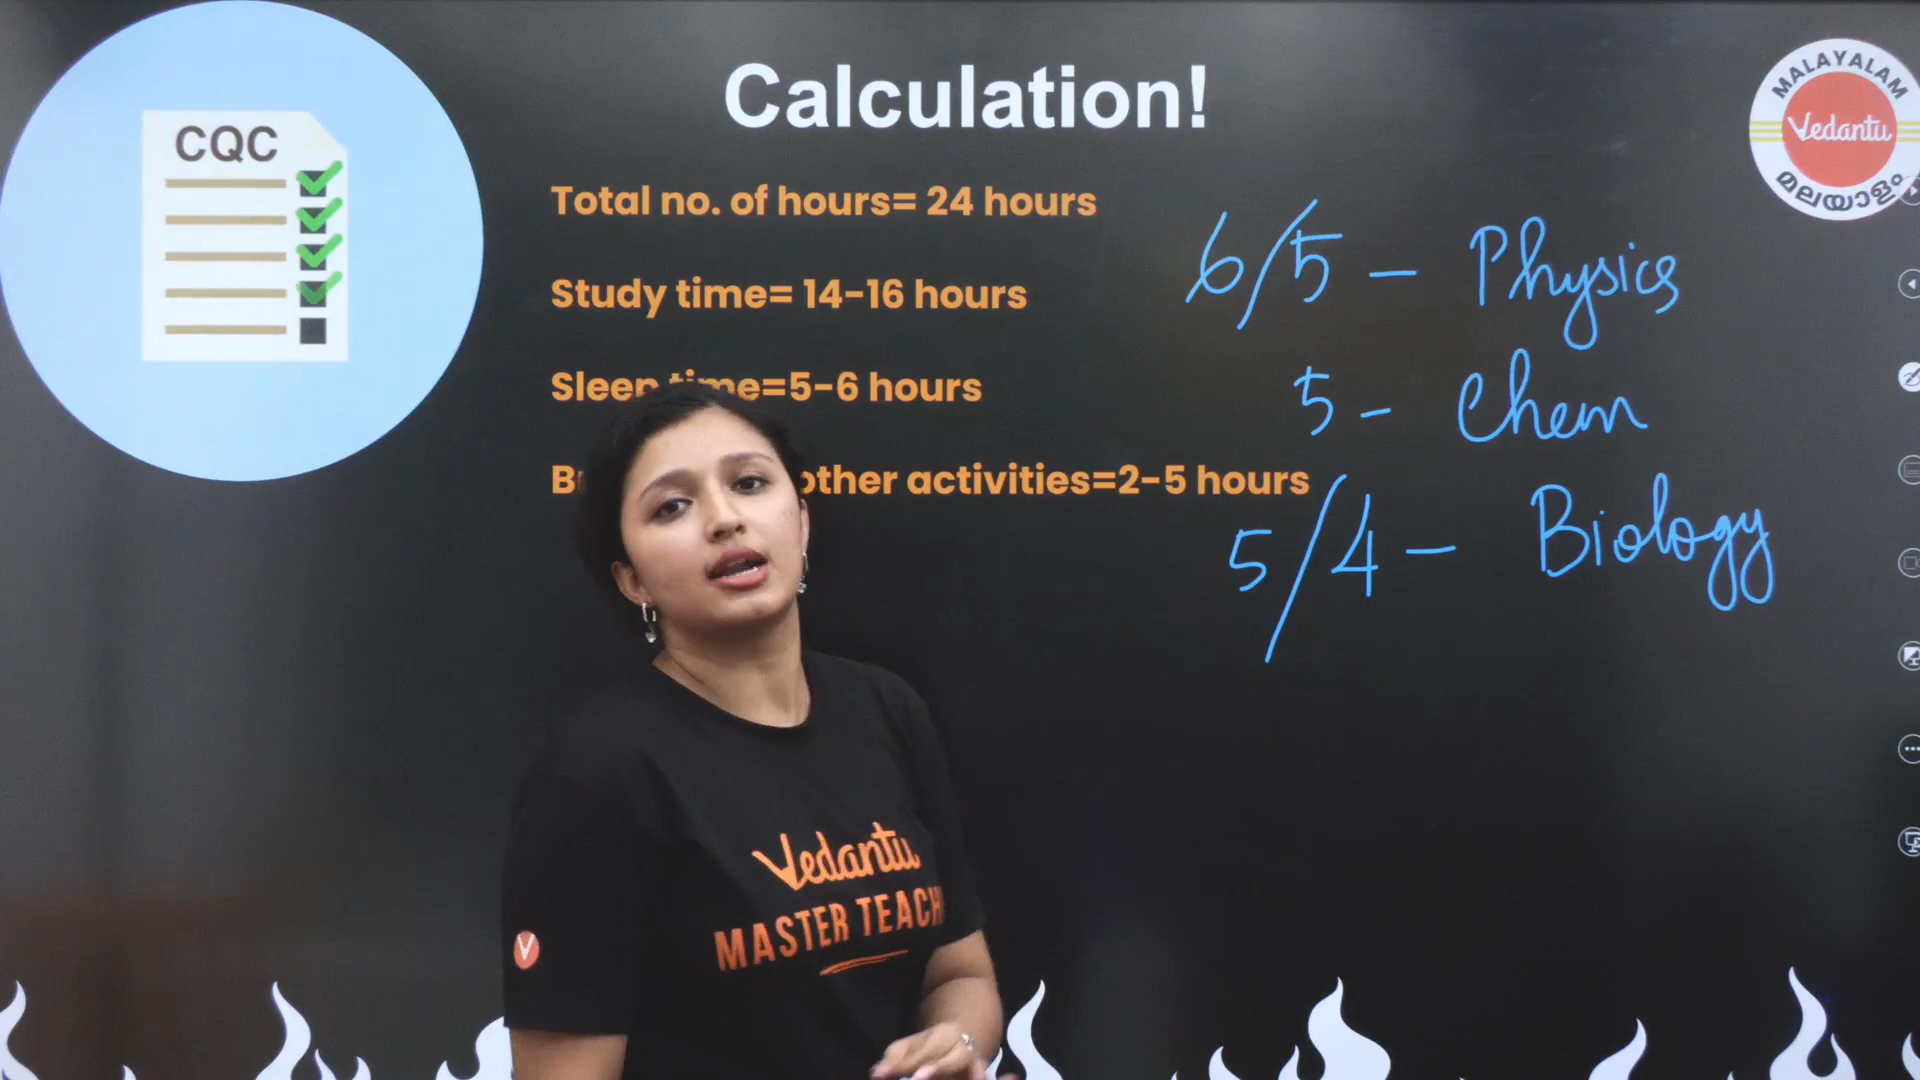 CQC
Calculation!
MALAYALAM
Vedantu
മലയാളം
Total no. of hours= 24 hours
Study time= 14-16 hours
Sleep time=5-6 hours
other activities=2-5 hours
6/5 - Physics
5 - Chem
5/4 - Biology
Vedantu
MASTER TEACH
V